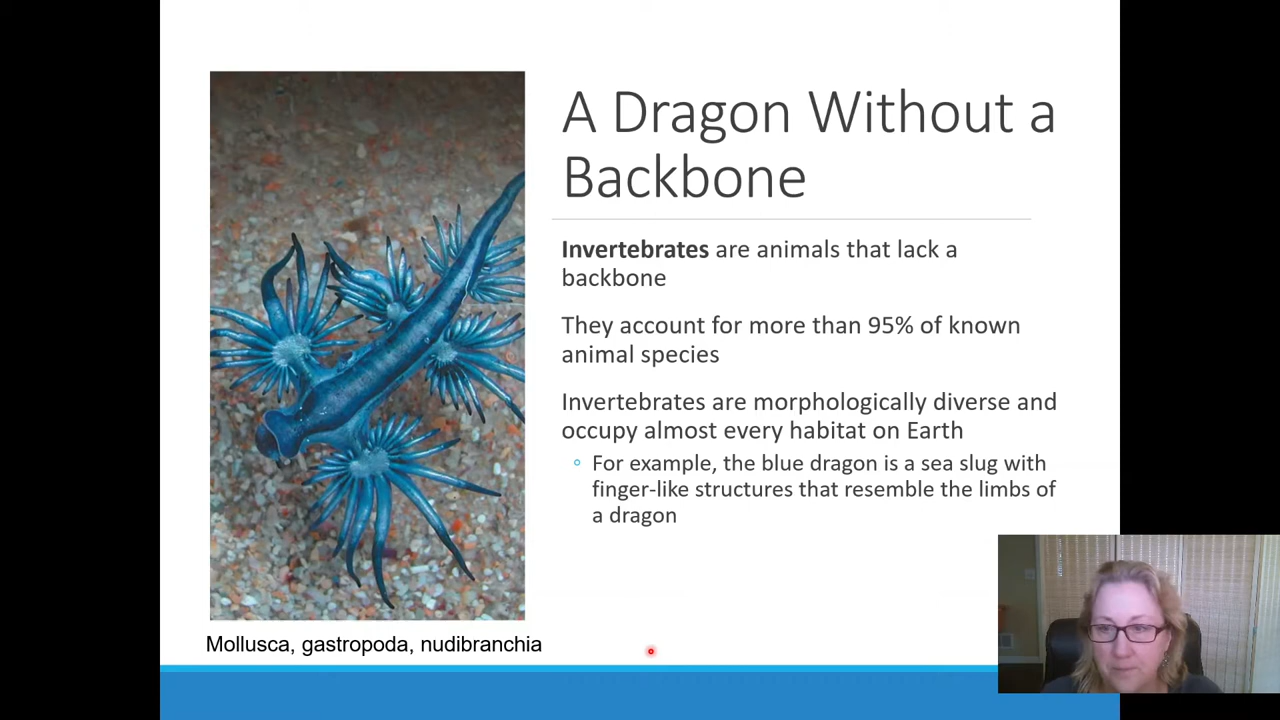 A Dragon Without a
Backbone
Invertebrates are animals that lack a
backbone
They account for more than 95% of known
animal species
Invertebrates are morphologically diverse and
occupy almost every habitat on Earth
For example, the blue dragon is a sea slug with
finger-like structures that resemble the limbs of
a dragon
Mollusca, gastropoda, nudibranchia